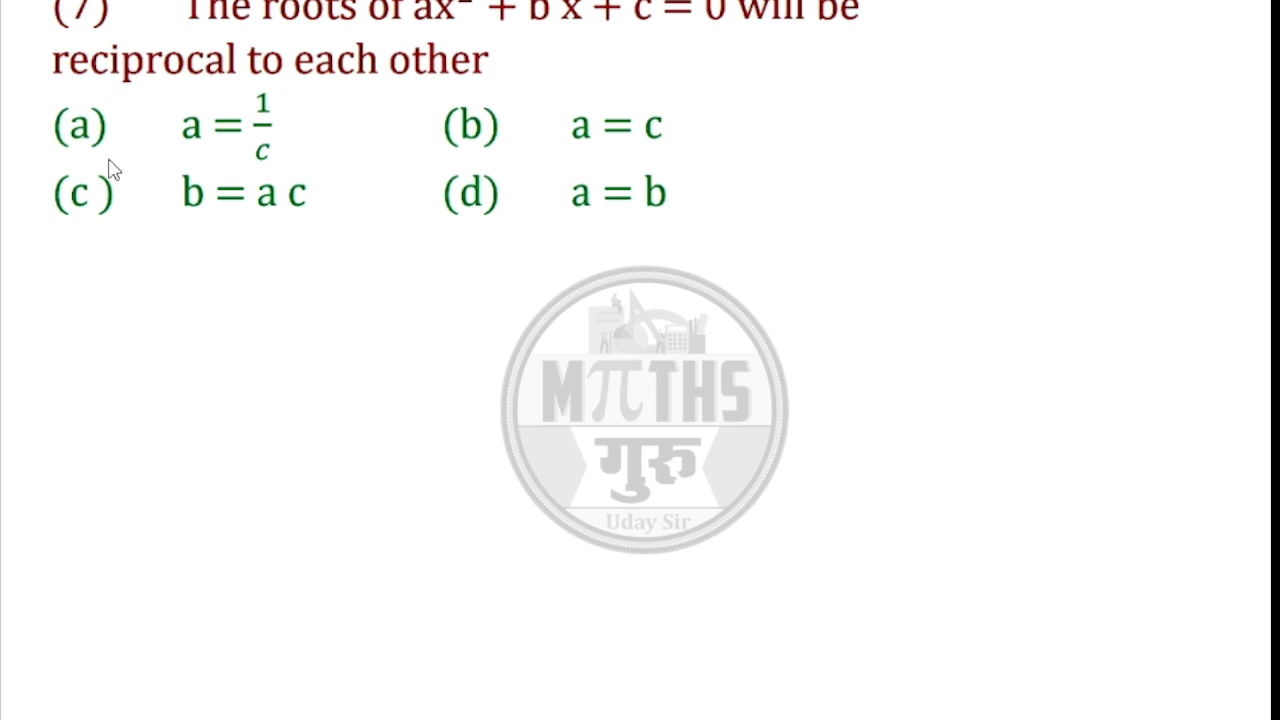 (7) The roots of ax² + b x + c = 0 will be
reciprocal to each other
(a) a = 1/c (b) a = c
(c ) b = a c (d) a = b
MπTHS
गुरु
Uday Sir